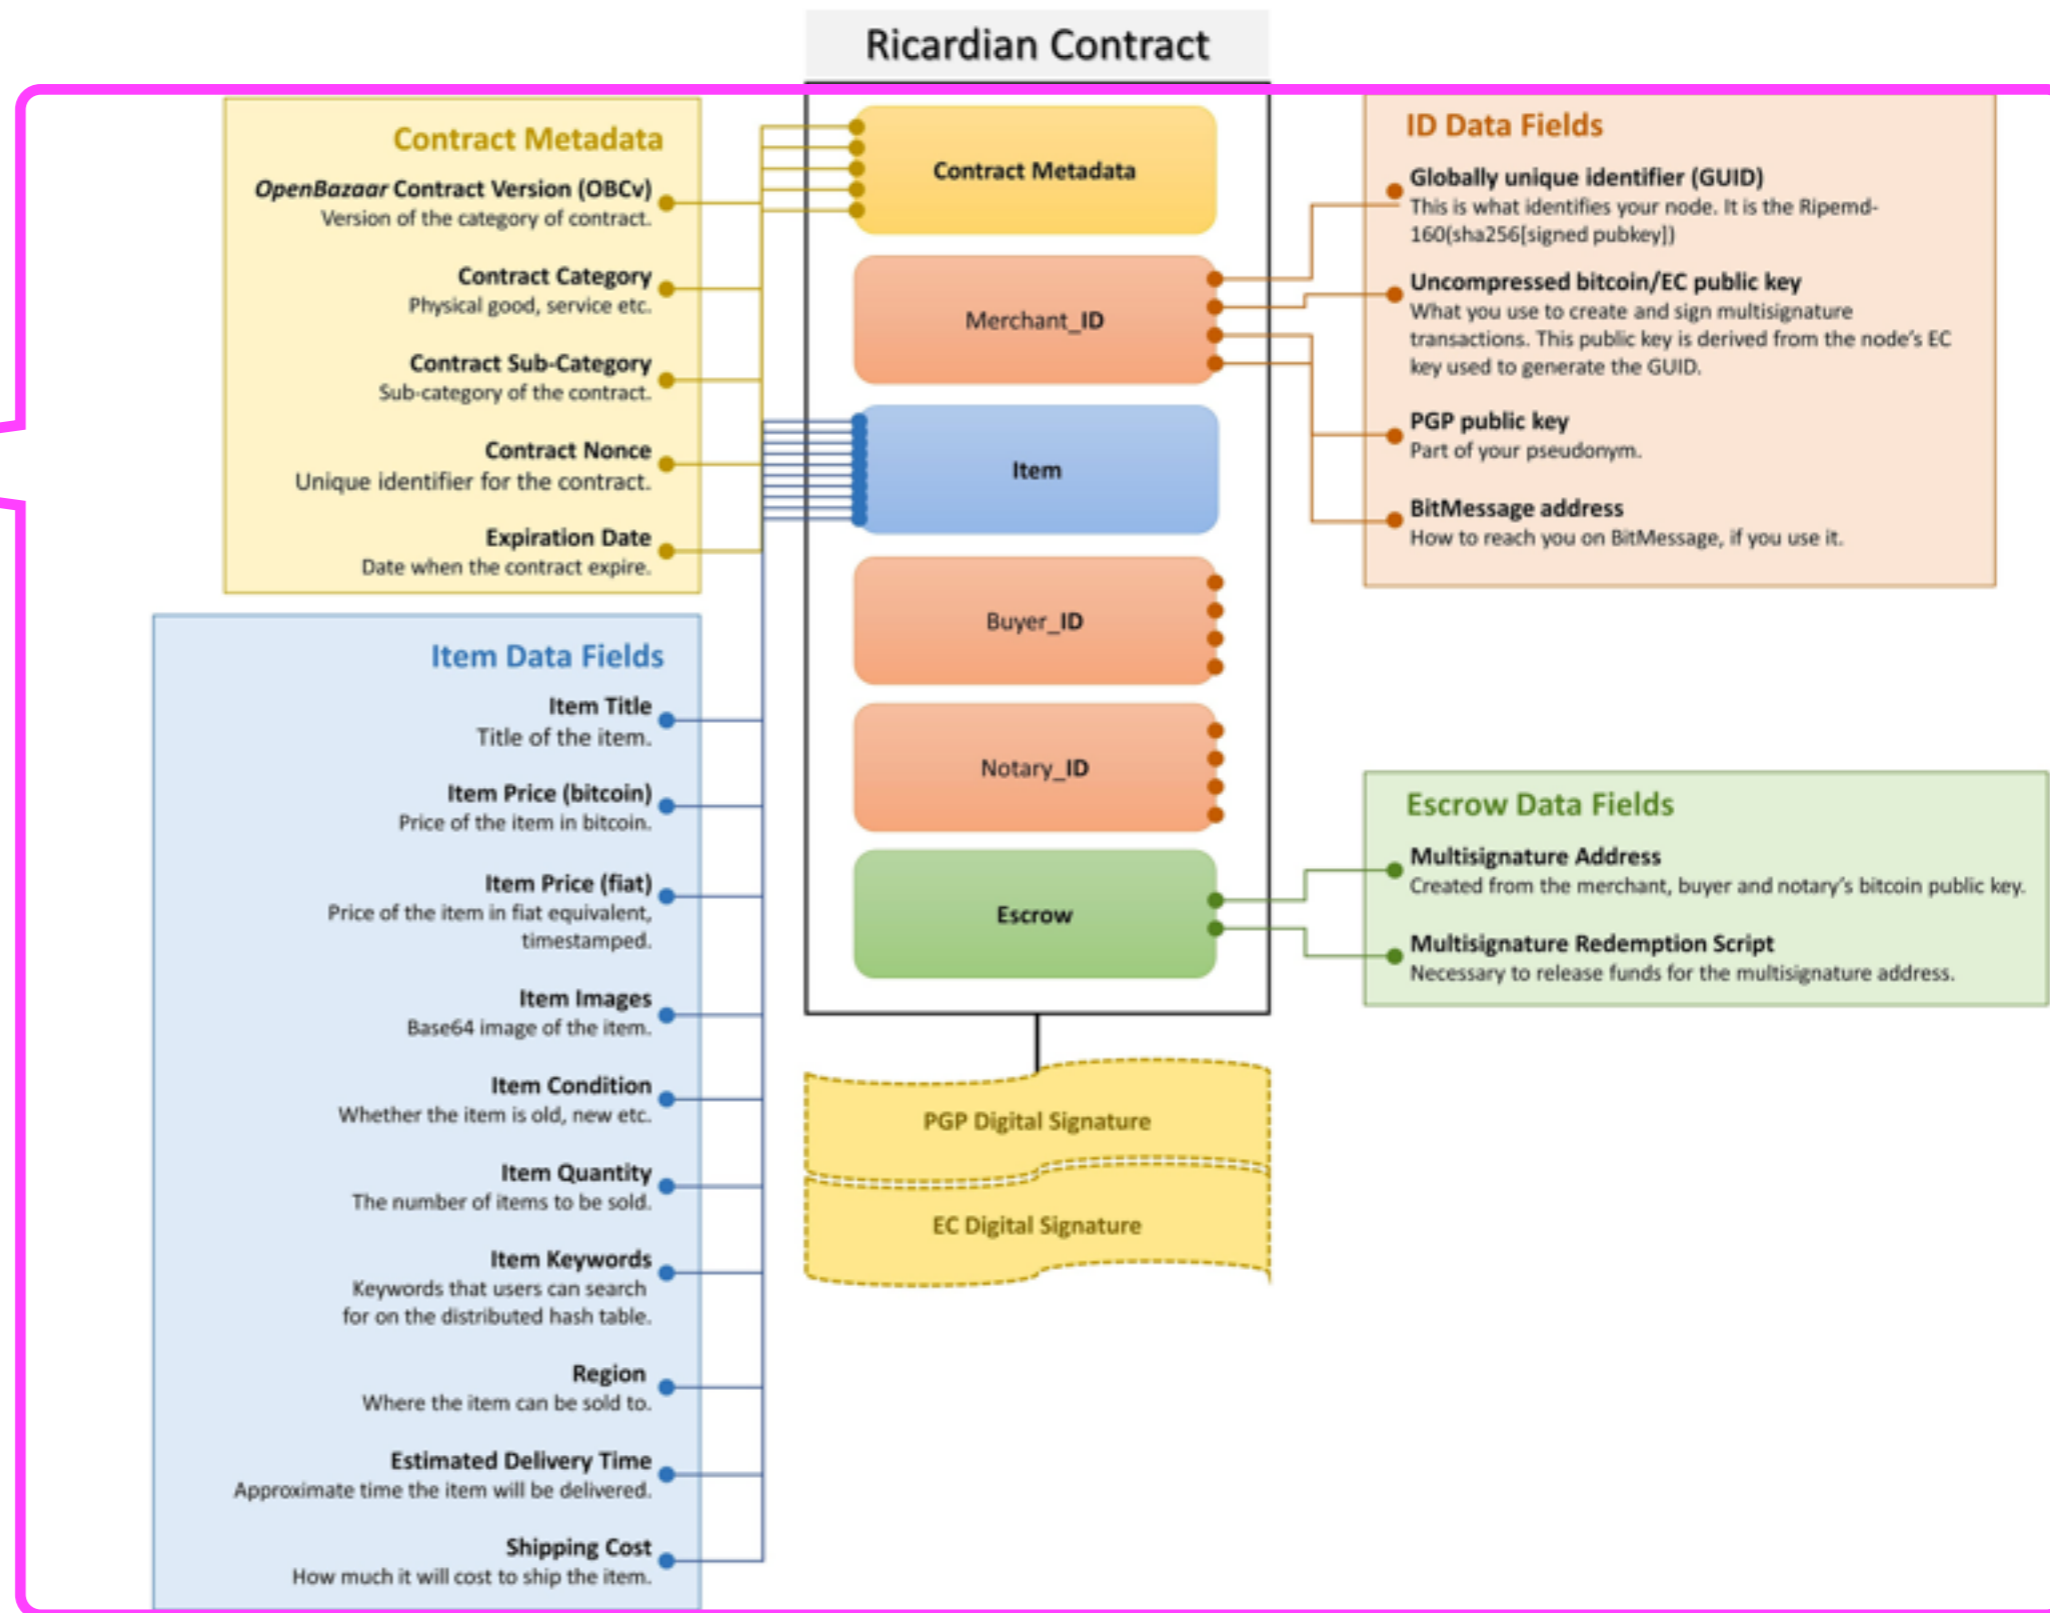 Ricardian Contract
Contract Metadata
OpenBazaar Contract Version (OBCv)
Version of the category of contract.
Contract Category
Physical good, service etc.
Contract Sub-Category
Sub-category of the contract.
Contract Nonce
Unique identifier for the contract.
Expiration Date
Date when the contract expire.
Item Data Fields
Item Title
Title of the item.
Item Price (bitcoin)
Price of the item in bitcoin.
Item Price (fiat)
Price of the item in fiat equivalent,
timestamped.
Item Images
Base64 image of the item.
Item Condition
Whether the item is old, new etc.
Item Quantity
The number of items to be sold.
Item Keywords
Keywords that users can search
for on the distributed hash table.
Region
Where the item can be sold to.
Estimated Delivery Time
Approximate time the item will be delivered.
Shipping Cost
How much it will cost to ship the item.
Contract Metadata
Merchant_ID
Item
Buyer_ID
Notary_ID
Escrow
PGP Digital Signature
EC Digital Signature
ID Data Fields
Globally unique identifier (GUID)
This is what identifies your node. It is the Ripemd-
160(sha256[signed pubkey])
Uncompressed bitcoin/EC public key
What you use to create and sign multisignature
transactions. This public key is derived from the node's EC
key used to generate the GUID.
PGP public key
Part of your pseudonym.
BitMessage address
How to reach you on BitMessage, if you use it.
Escrow Data Fields
Multisignature Address
Created from the merchant, buyer and notary's bitcoin public key.
Multisignature Redemption Script
Necessary to release funds for the multisignature address.